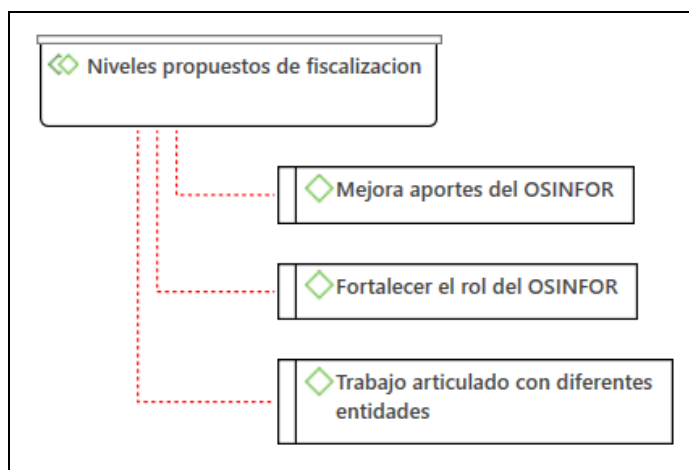 Niveles propuestos de fiscalizacion
Mejora aportes del OSINFOR
Fortalecer el rol del OSINFOR
Trabajo articulado con diferentes
entidades